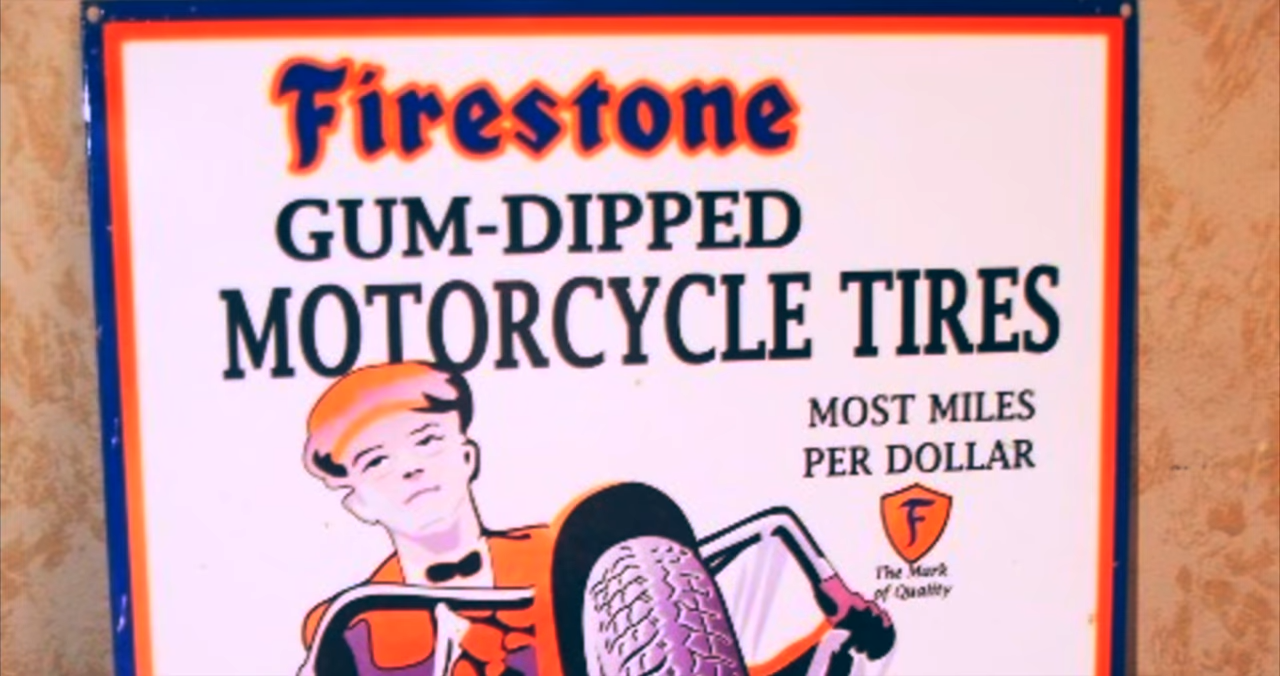 Firestone
GUM-DIPPED
MOTORCYCLE TIRES
MOST MILES
PER DOLLAR
F
The Mark
of Quality